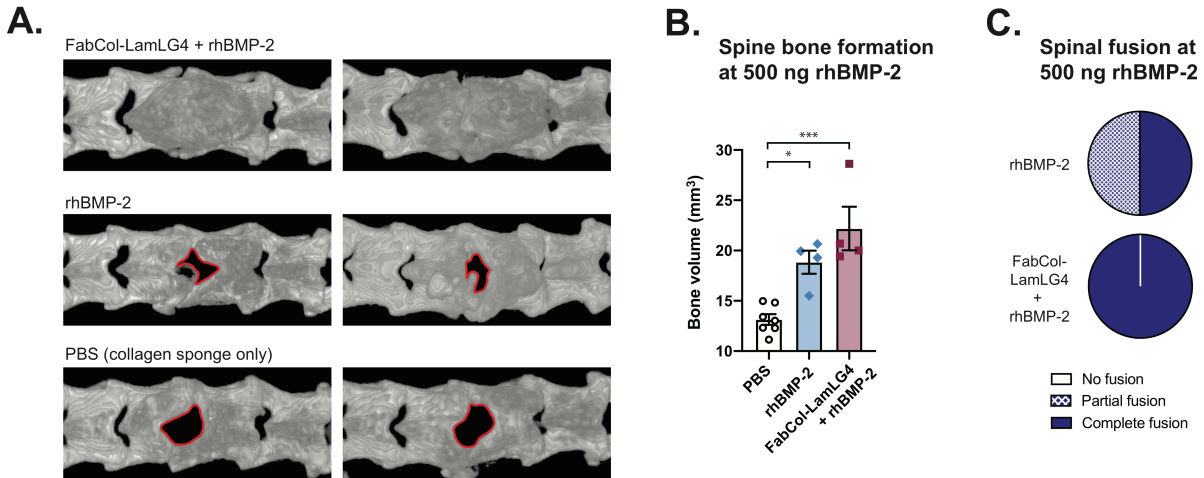 A.
FabCol-LamLG4 + rhBMP-2
rhBMP-2
PBS (collagen sponge only)
B.
Spine bone formation
at 500 ng rhBMP-2
***
*
30
25
20
15
10
Bone volume (mm³)
PBS
rhBMP-2
FabCol-LamLG4
+ rhBMP-2
C.
Spinal fusion at
500 ng rhBMP-2
rhBMP-2
FabCol-
LamLG4
+
rhBMP-2
No fusion
Partial fusion
Complete fusion